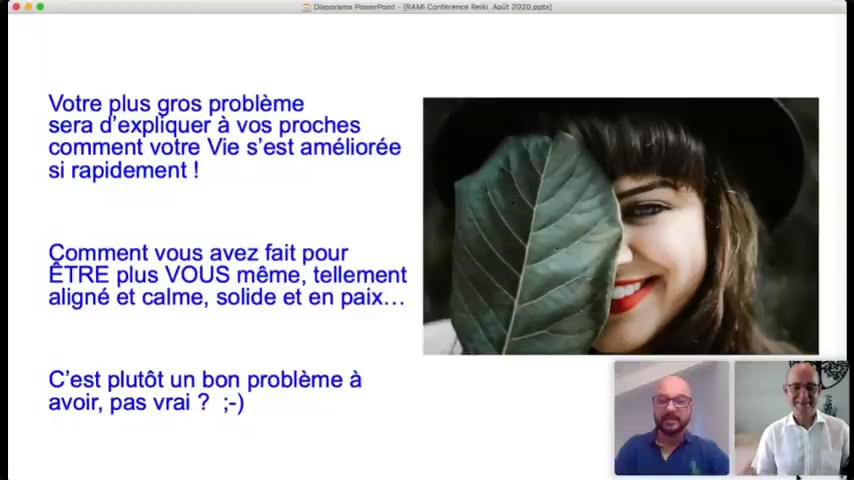 Diaporama PowerPoint - [RAMI Conférence Reiki Août 2020.pptx]
Votre plus gros problème
sera d'expliquer à vos proches
comment votre Vie s'est améliorée
si rapidement !
Comment vous avez fait pour
ÊTRE plus VOUS même, tellement
aligné et calme, solide et en paix…
C'est plutôt un bon problème à
avoir, pas vrai ? ;-)